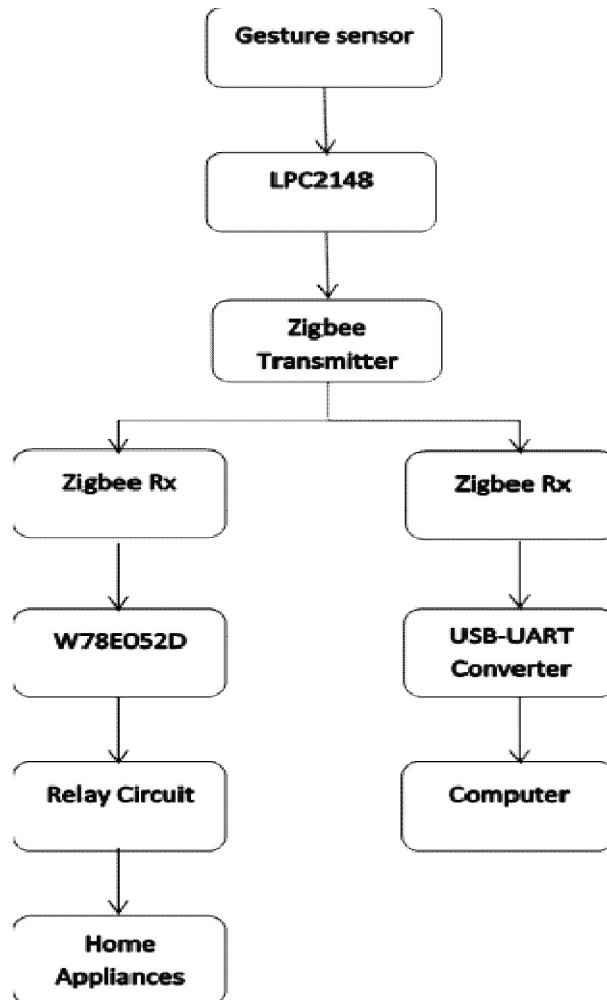 Gesture sensor
LPC2148
Zigbee
Transmitter
Zigbee Rx
Zigbee Rx
W78E052D
USB-UART
Converter
Relay Circuit
Computer
Home
Appliances